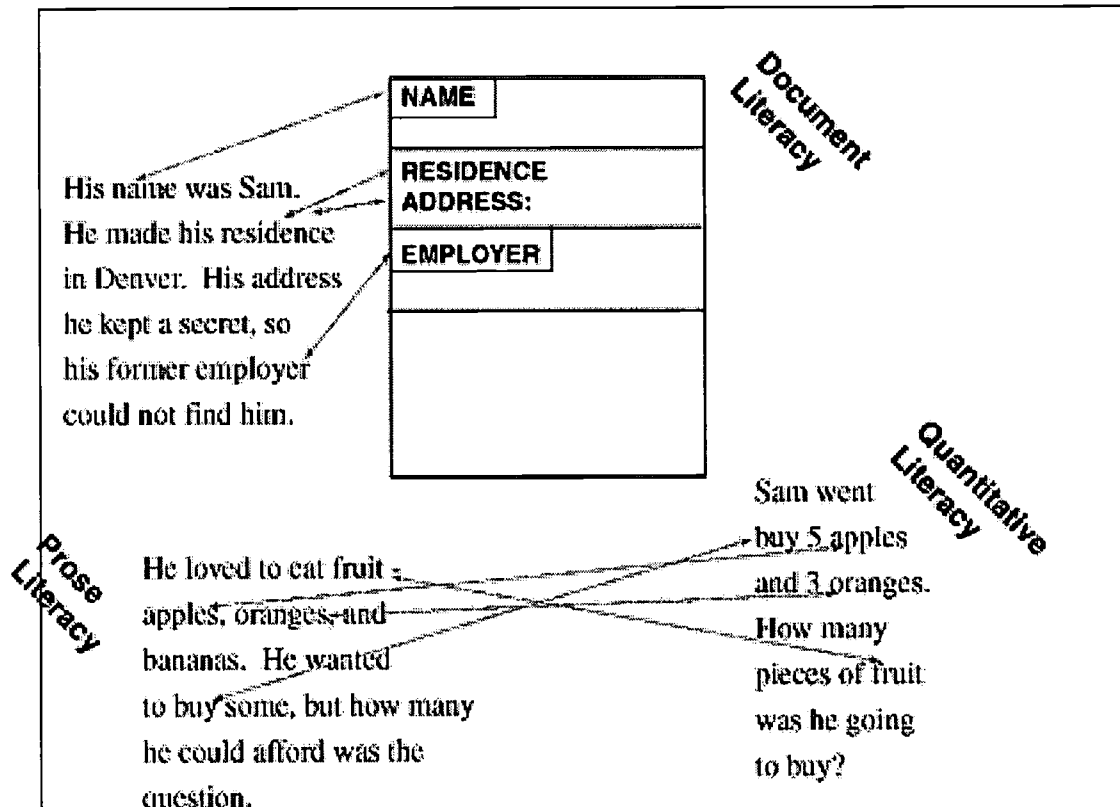 Document
Literacy
NAME
RESIDENCE
ADDRESS:
EMPLOYER
His name was Sam.
He made his residence
in Denver. His address
he kept a secret, so
his former employer
could not find him.
Quantitative
Literacy
Sam went
buy 5 apples
and 3 oranges.
How many
pieces of fruit
was he going
to buy?
Prose
Literacy
He loved to eat fruit -
apples, oranges, and
bananas. He wanted
to buy some, but how many
he could afford was the
question.